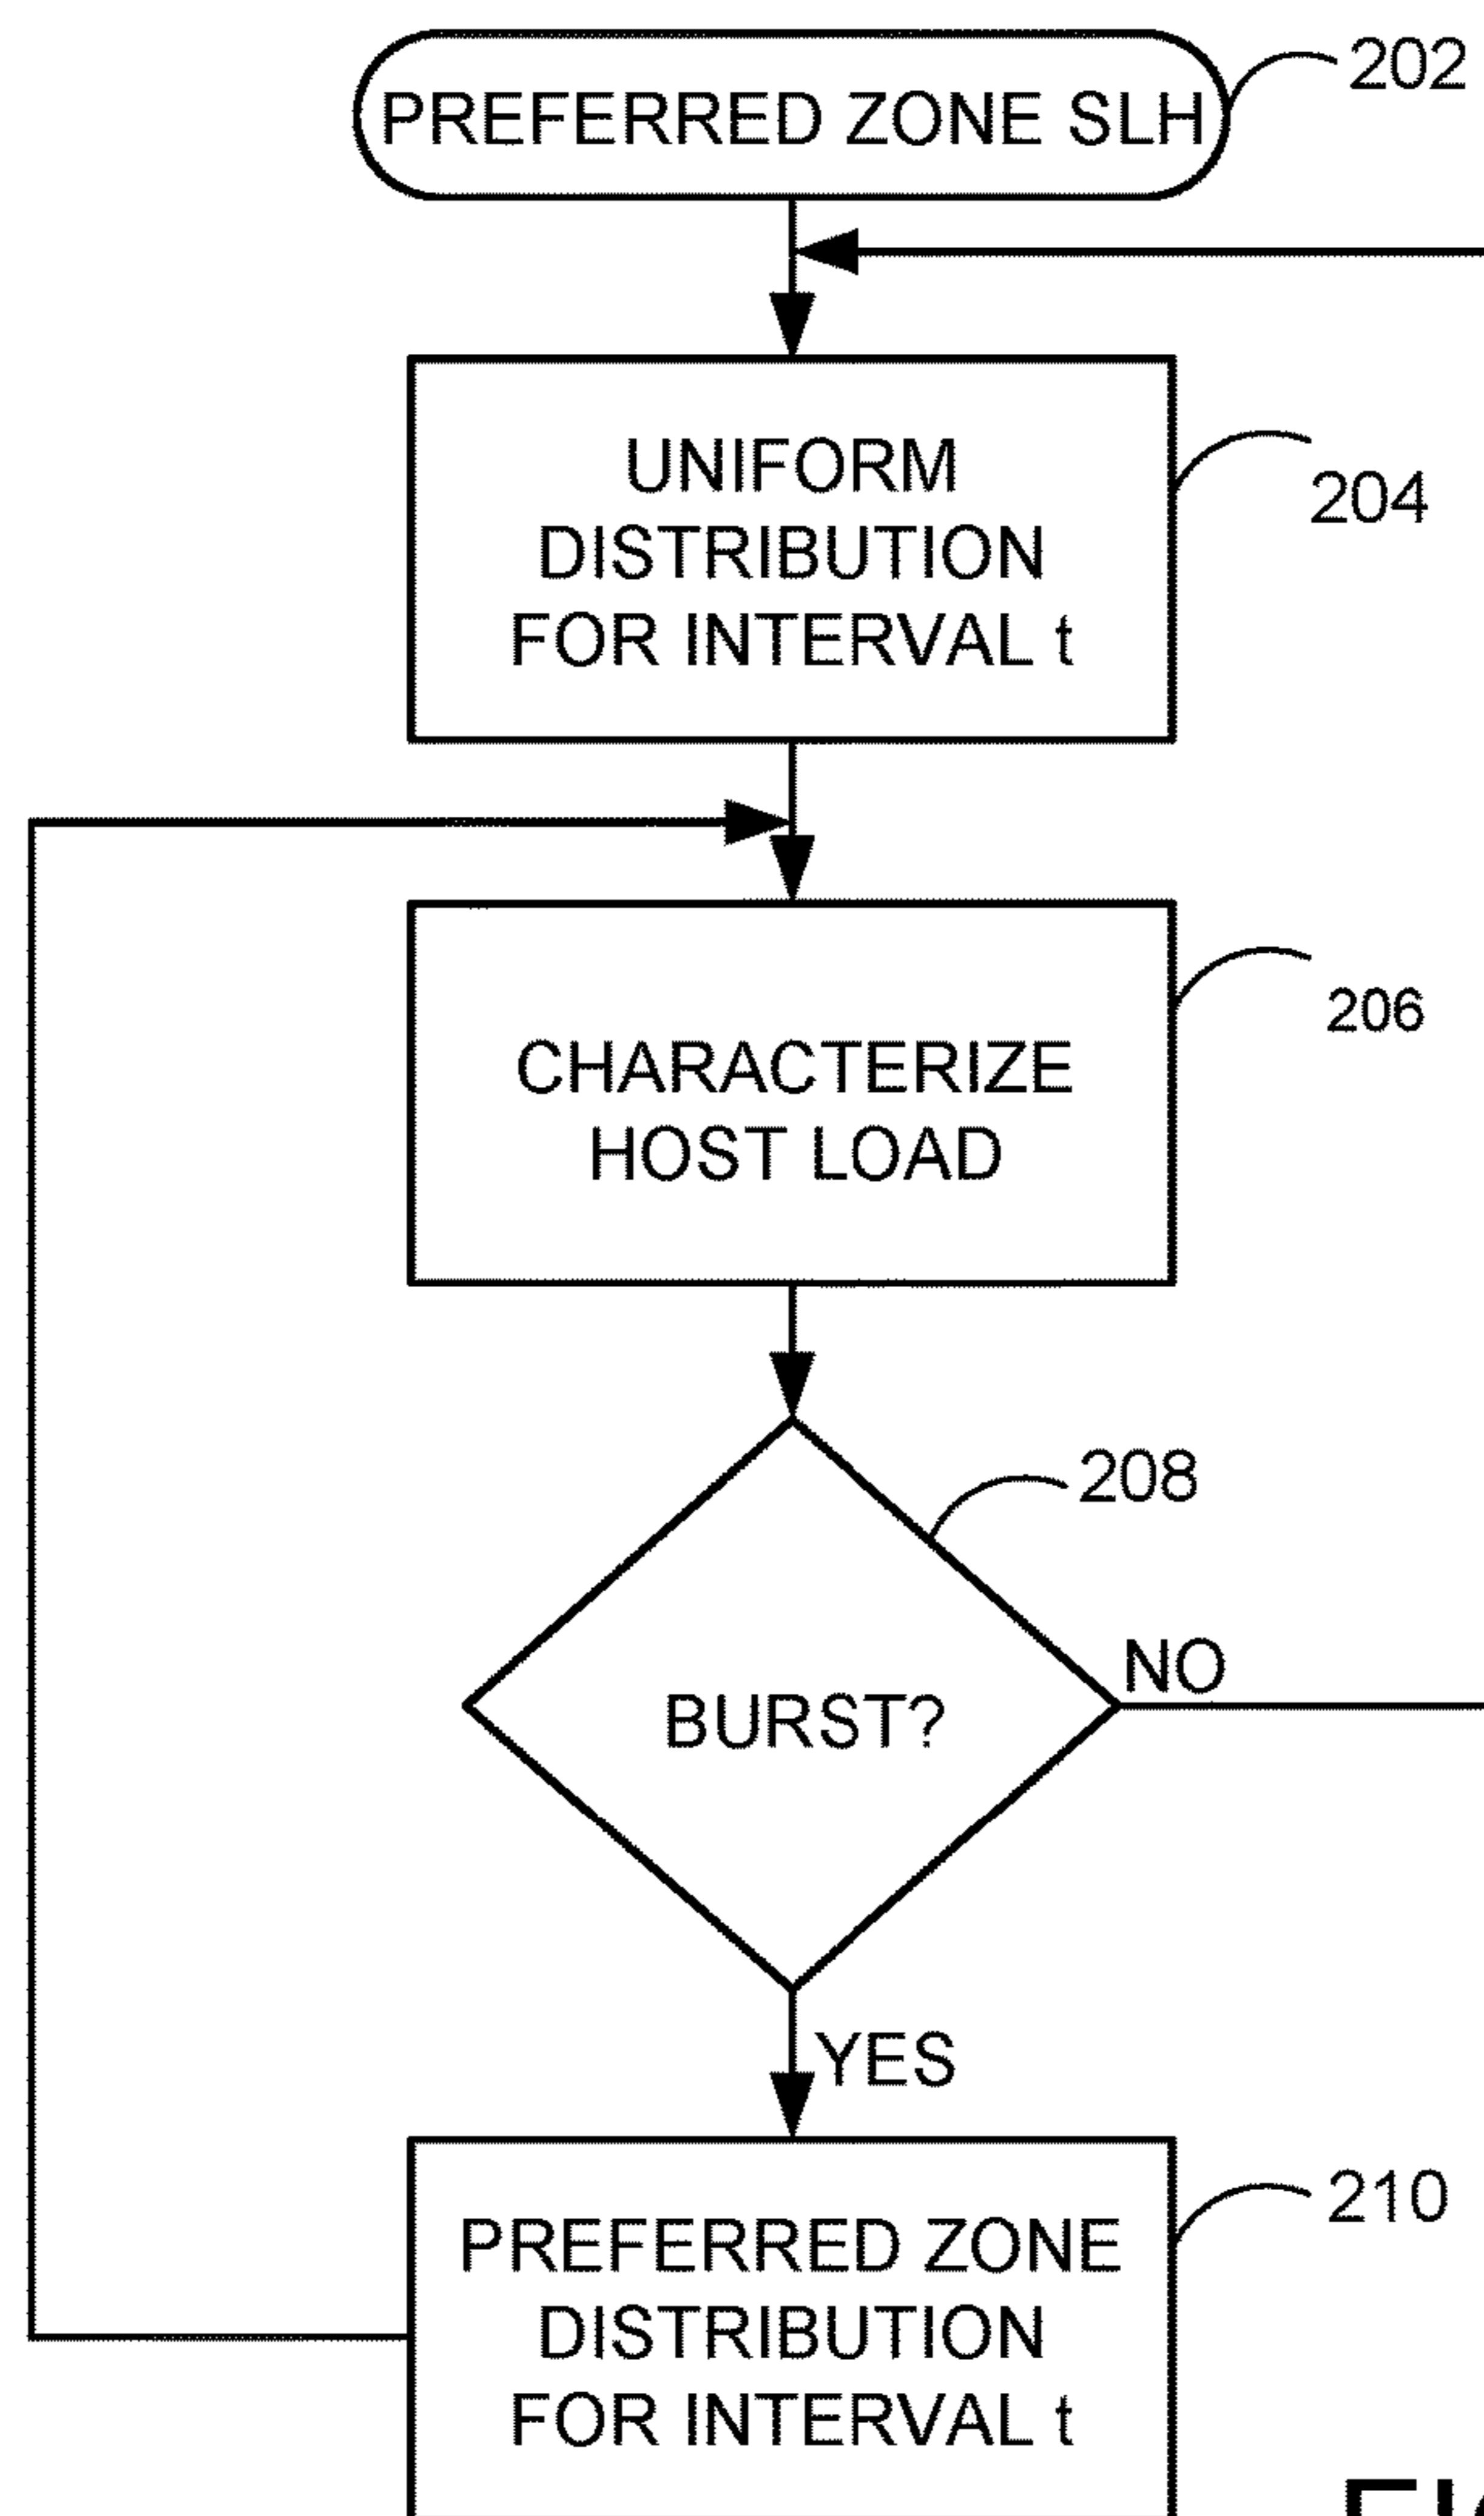 PREFERRED ZONE SLH
202
UNIFORM
DISTRIBUTION
FOR INTERVAL t
204
CHARACTERIZE
HOST LOAD
206
208
BURST?
NO
YES
PREFERRED ZONE
DISTRIBUTION
FOR INTERVAL t
210